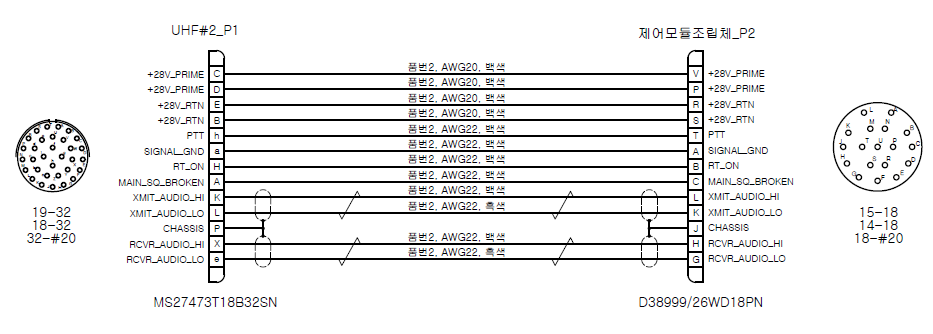 UHF#2_P1
제어모듈조립체_P2
+28V_PRIME C 품번2, AWG20, 백색 V +28V_PRIME
+28V_PRIME D 품번2, AWG20, 백색 P +28V_PRIME
+28V_RTN E 품번2, AWG20, 백색 R +28V_RTN
+28V_RTN B 품번2, AWG20, 백색 S +28V_RTN
PTT h 품번2, AWG22, 백색 T PTT
SIGNAL_GND a 품번2, AWG22, 백색 A SIGNAL_GND
RT_ON H 품번2, AWG22, 백색 B RT_ON
MAIN_SQ_BROKEN A 품번2, AWG22, 백색 C MAIN_SQ_BROKEN
XMIT_AUDIO_HI K 품번2, AWG22, 백색 L XMIT_AUDIO_HI
XMIT_AUDIO_LO L 품번2, AWG22, 흑색 K XMIT_AUDIO_LO
CHASSIS P J CHASSIS
RCVR_AUDIO_HI X 품번2, AWG22, 백색 H RCVR_AUDIO_HI
RCVR_AUDIO_LO e 품번2, AWG22, 흑색 G RCVR_AUDIO_LO
19-32
18-32
32-#20
L A
K M N B
J T U P C
H S R D
G F E
15-18
14-18
18-#20
MS27473T18B32SN
D38999/26WD18PN